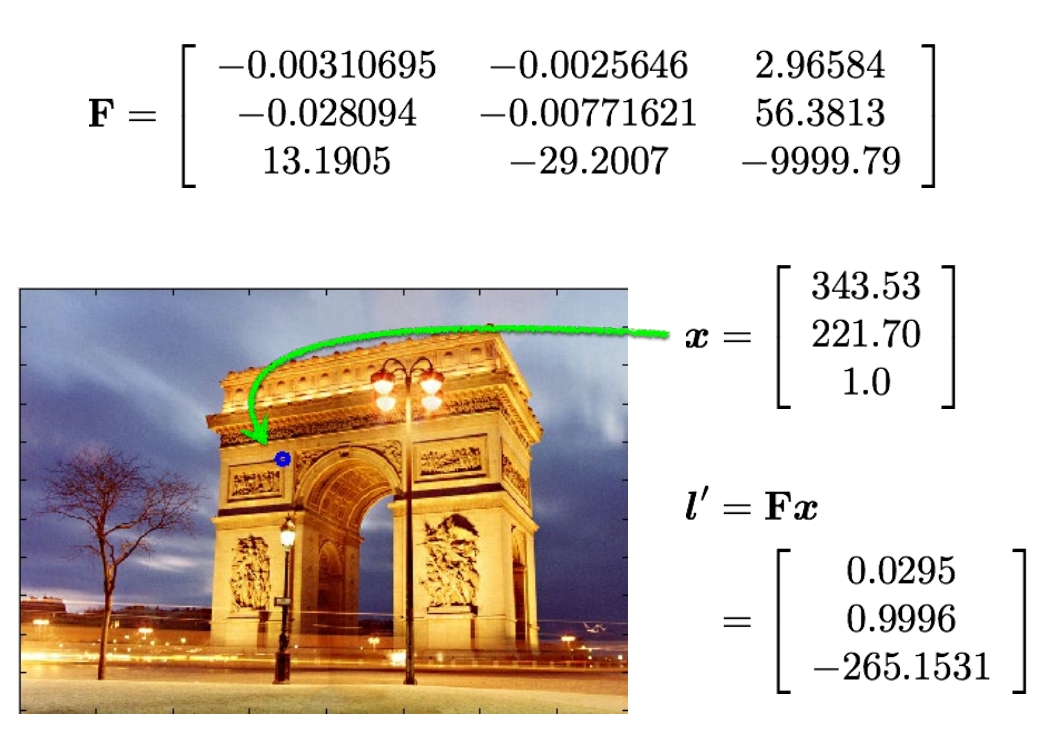 F = [ −0.00310695 −0.0025646 2.96584
−0.028094 −0.00771621 56.3813
13.1905 −29.2007 −9999.79 ]
x = [ 343.53
221.70
1.0 ]
l′ = Fx
= [ 0.0295
0.9996
−265.1531 ]